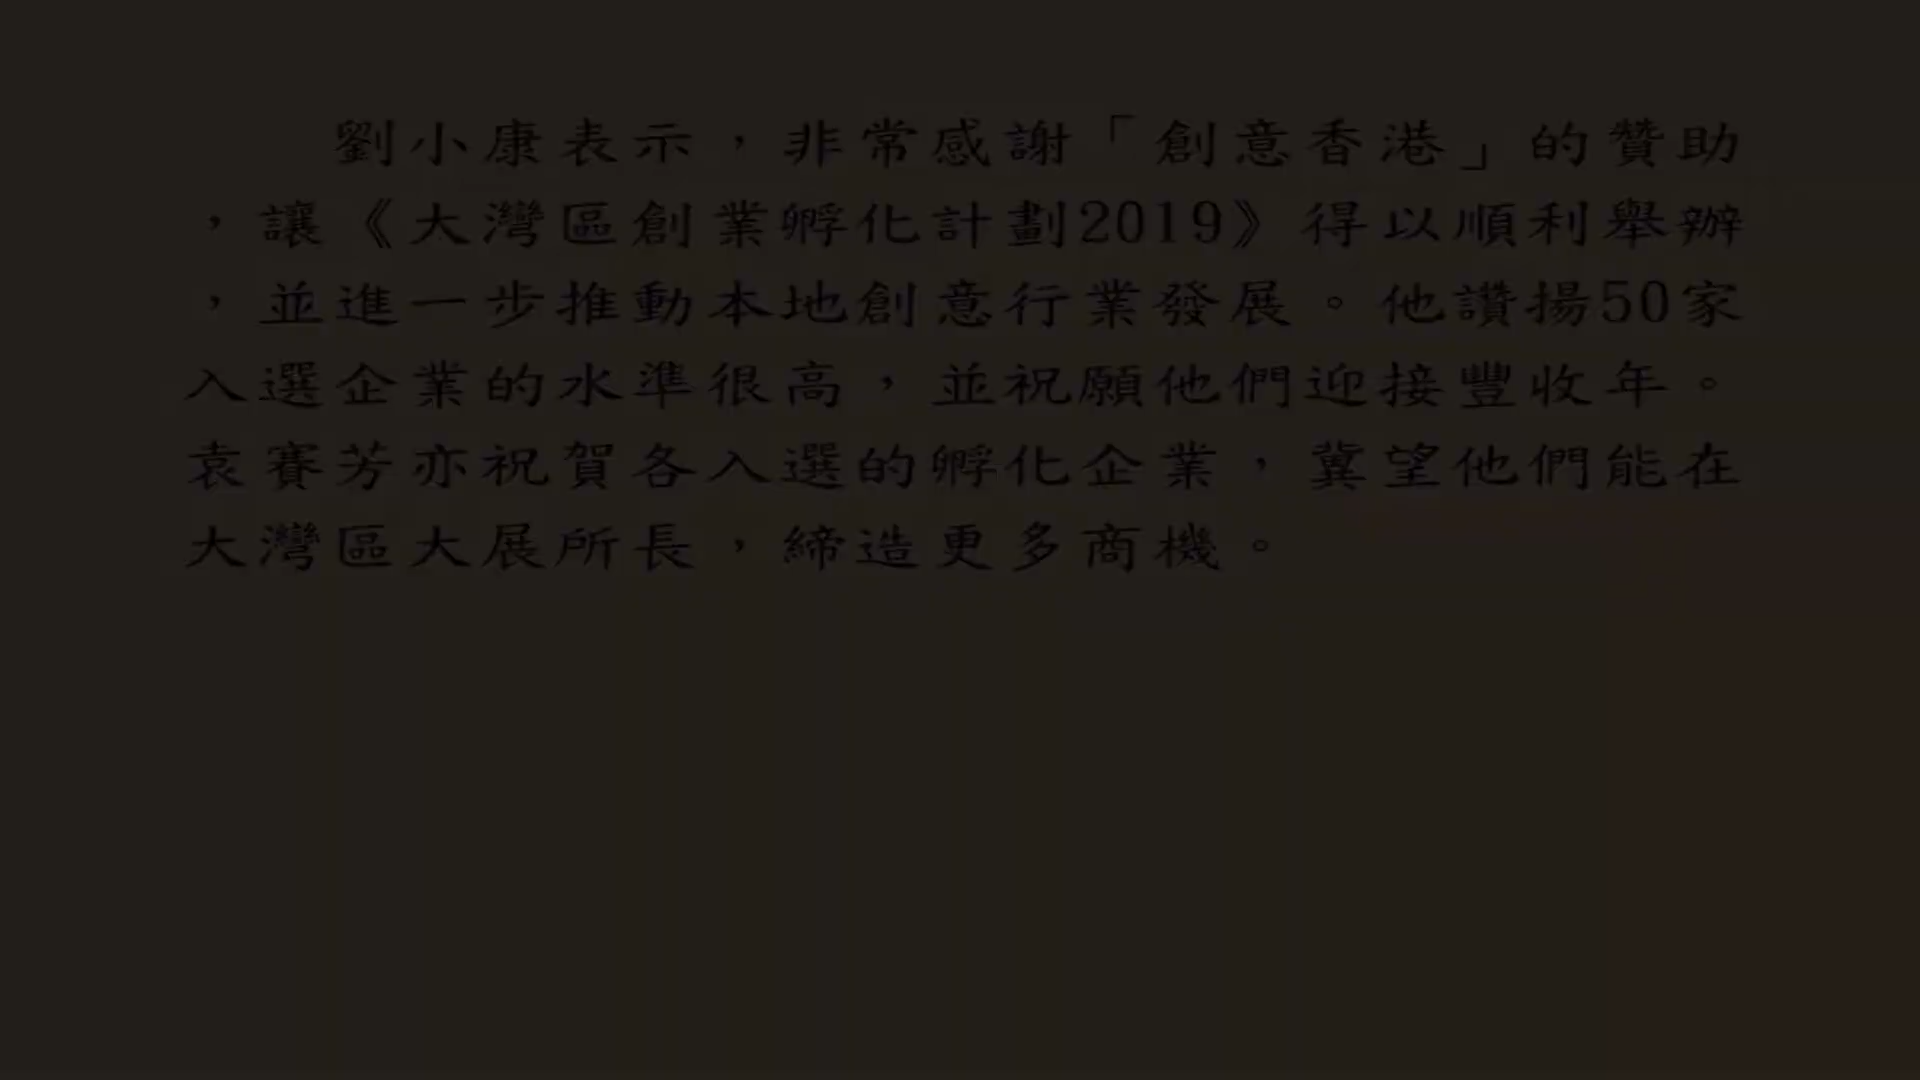 劉小康表示，非常感謝「創意香港」的贊助
，讓《大灣區創業孵化計劃2019》得以順利舉辦
，並進一步推動本地創意行業發展。他讚揚50家
入選企業的水準很高，並祝願他們迎接豐收年。
袁賽芳亦祝賀各入選的孵化企業，冀望他們能在
大灣區大展所長，締造更多商機。